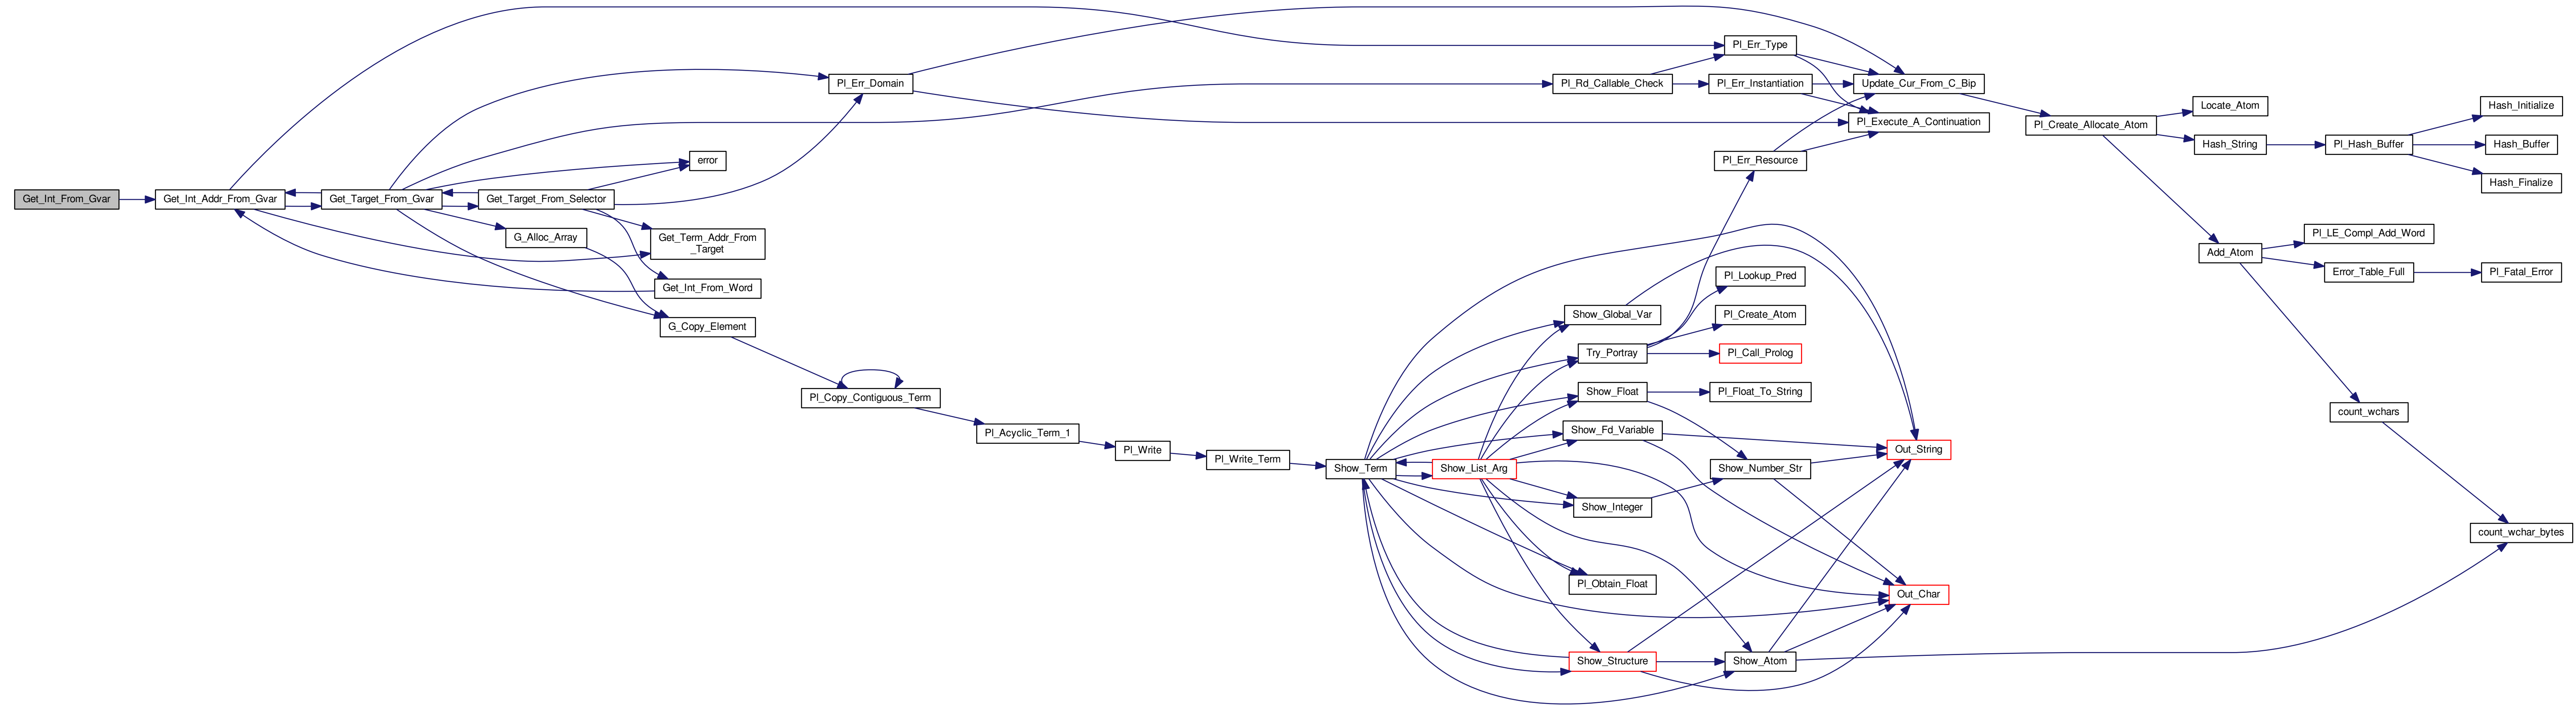 Get_Int_From_Gvar
Get_Int_Addr_From_Gvar
Get_Target_From_Gvar
Get_Target_From_Selector
G_Alloc_Array
error
Get_Term_Addr_From
_Target
Get_Int_From_Word
G_Copy_Element
Pl_Err_Domain
Pl_Copy_Contiguous_Term
Pl_Acyclic_Term_1
Pl_Write
Pl_Write_Term
Show_Term
Show_List_Arg
Pl_Rd_Callable_Check
Show_Global_Var
Try_Portray
Show_Float
Show_Fd_Variable
Show_Integer
Pl_Obtain_Float
Show_Structure
Pl_Err_Type
Pl_Err_Instantiation
Pl_Err_Resource
Pl_Lookup_Pred
Pl_Create_Atom
Pl_Call_Prolog
Pl_Float_To_String
Show_Number_Str
Show_Atom
Update_Cur_From_C_Bip
Pl_Execute_A_Continuation
Out_String
Out_Char
Pl_Create_Allocate_Atom
Locate_Atom
Hash_String
Add_Atom
Pl_Hash_Buffer
Pl_LE_Compl_Add_Word
Error_Table_Full
count_wchars
Hash_Initialize
Hash_Buffer
Hash_Finalize
Pl_Fatal_Error
count_wchar_bytes